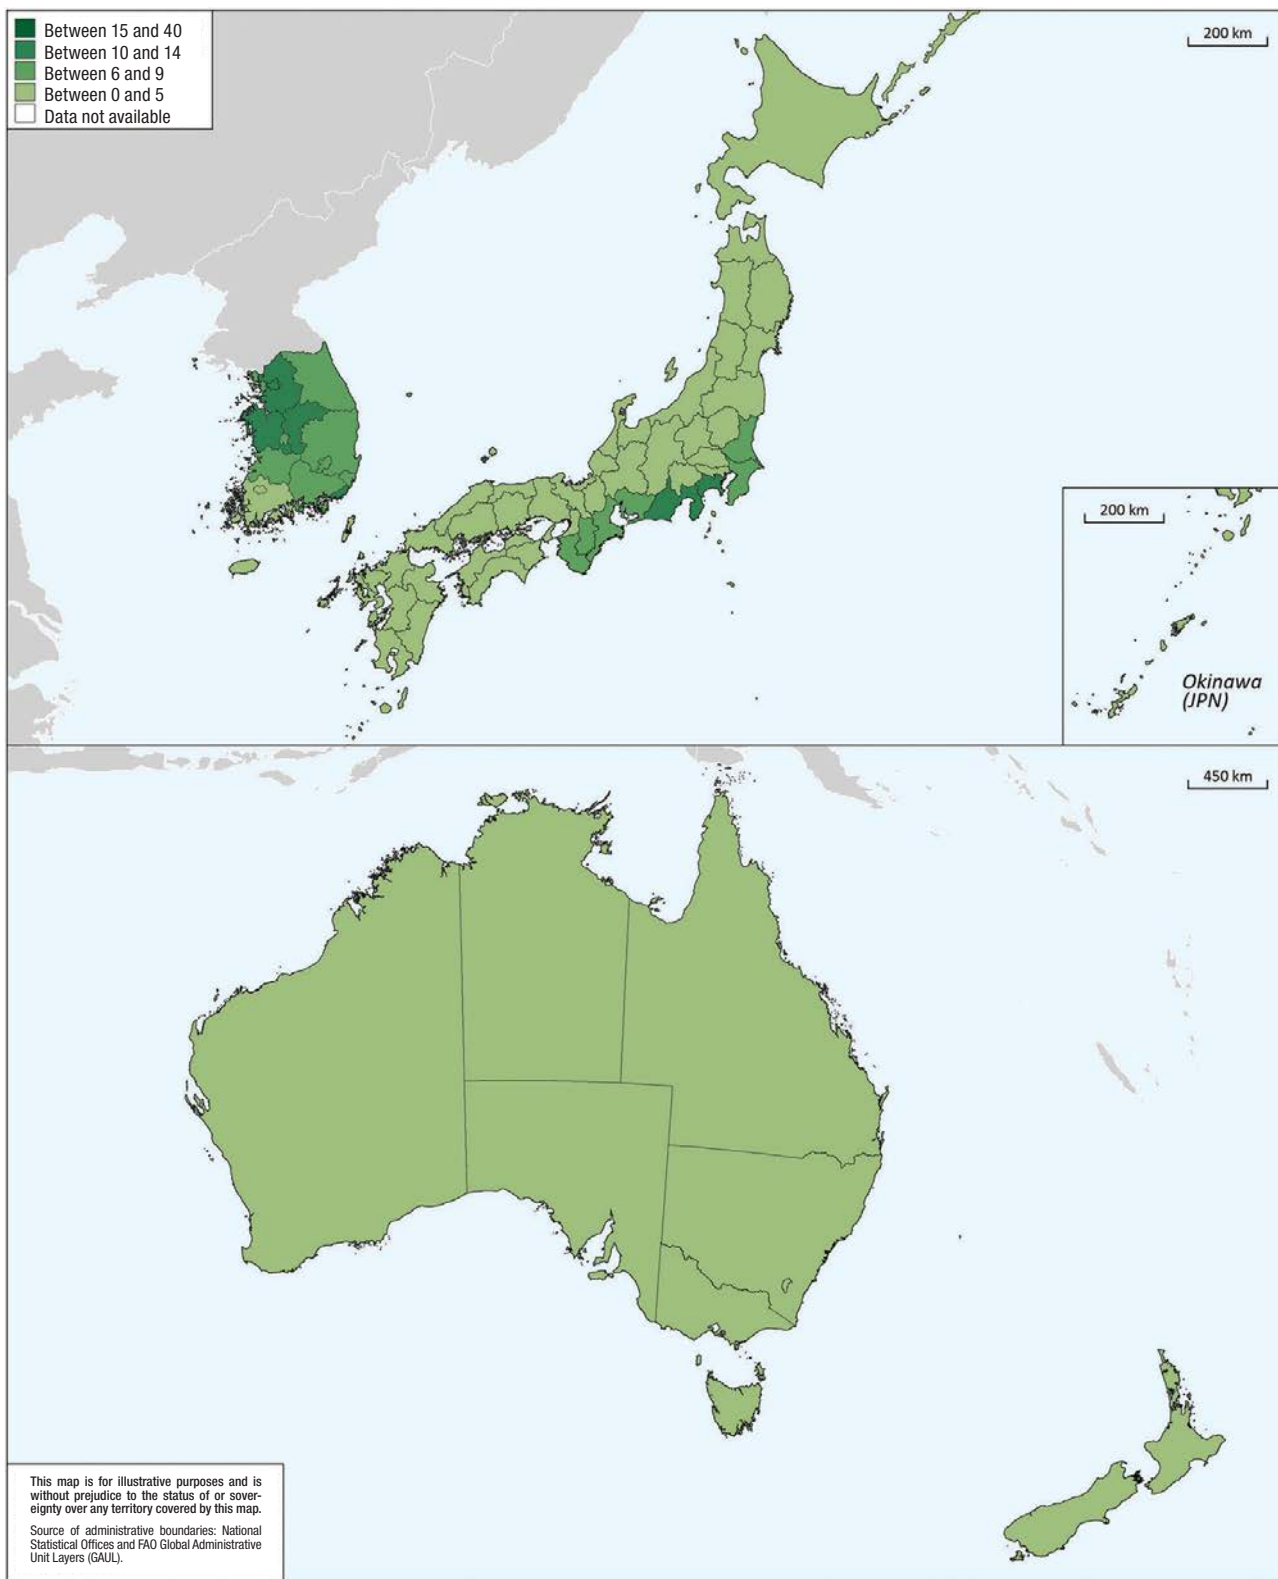 Between 15 and 40
Between 10 and 14
Between 6 and 9
Between 0 and 5
Data not available
200 km
200 km
Okinawa
(JPN)
450 km
This map is for illustrative purposes and is
without prejudice to the status of or sover-
eignty over any territory covered by this map.
Source of administrative boundaries: National
Statistical Offices and FAO Global Administrative
Unit Layers (GAUL).